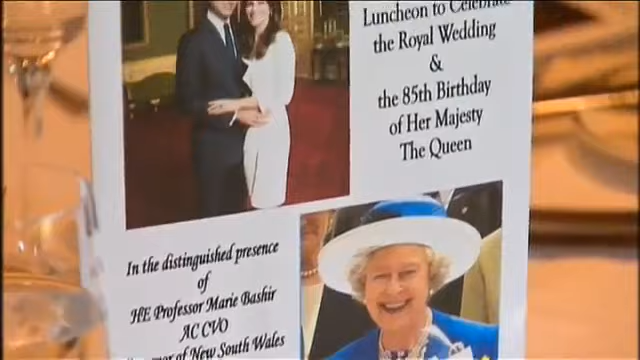 Luncheon to Celebrate
the Royal Wedding
&
the 85th Birthday
of Her Majesty
The Queen
In the distinguished presence
of
HE Professor Marie Bashir
AC CVO
of New South Wales